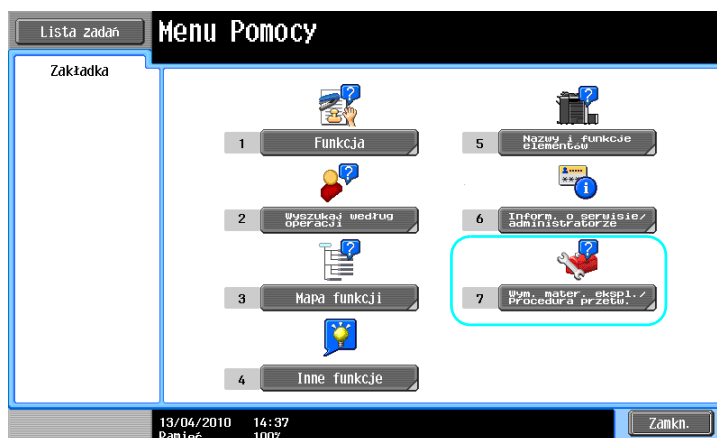 Lista zadań
Menu Pomocy
Zakładka
1 Funkcja
2 Wyszukaj według
operacji
3 Mapa funkcji
4 Inne funkcje
5 Nazwy i funkcje
elementów
6 Inform. o serwisie/
administratorze
7 Wym. mater. ekspl./
Procedura przetw.
13/04/2010 14:37
Pamięć 100%
Zamkn.